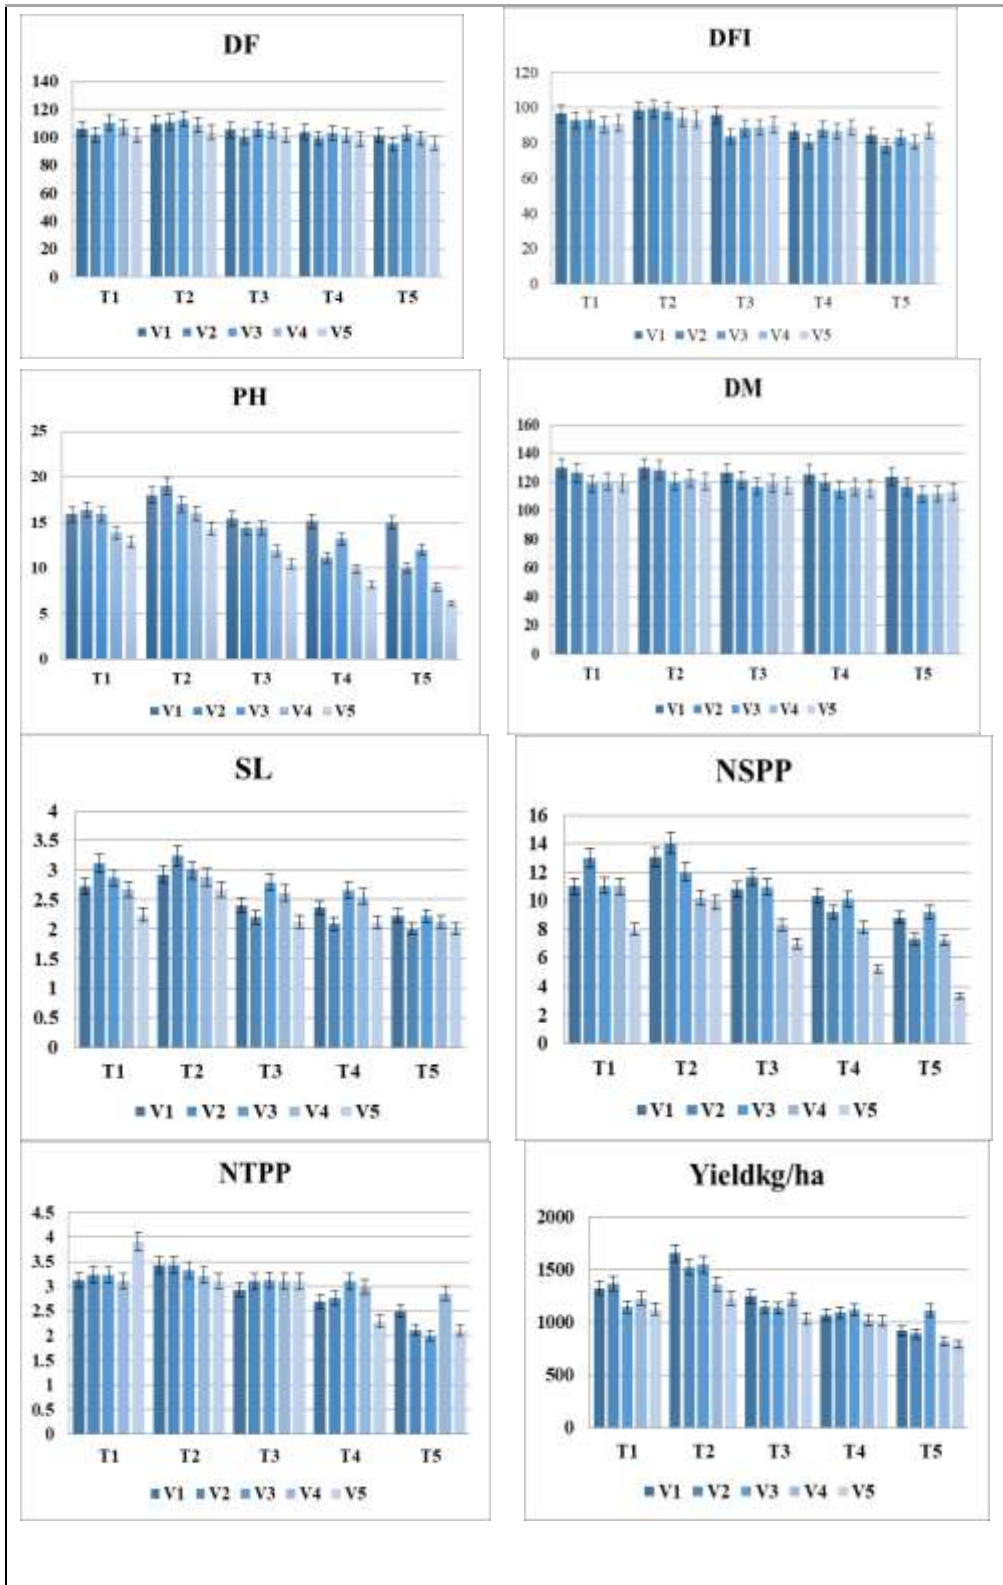 DF
140
120
100
80
60
40
20
0
T1 T2 T3 T4 T5
V1 V2 V3 V4 V5
DFI
120
100
80
60
40
20
0
T1 T2 T3 T4 T5
V1 V2 V3 V4 V5
PH
25
20
15
10
5
0
T1 T2 T3 T4 T5
V1 V2 V3 V4 V5
DM
160
140
120
100
80
60
40
20
0
T1 T2 T3 T4 T5
V1 V2 V3 V4 V5
SL
4
3.5
3
2.5
2
1.5
1
0.5
0
T1 T2 T3 T4 T5
V1 V2 V3 V4 V5
NSPP
16
14
12
10
8
6
4
2
0
T1 T2 T3 T4 T5
V1 V2 V3 V4 V5
NTPP
4.5
4
3.5
3
2.5
2
1.5
1
0.5
0
T1 T2 T3 T4 T5
V1 V2 V3 V4 V5
Yieldkg/ha
2000
1500
1000
500
0
T1 T2 T3 T4 T5
V1 V2 V3 V4 V5